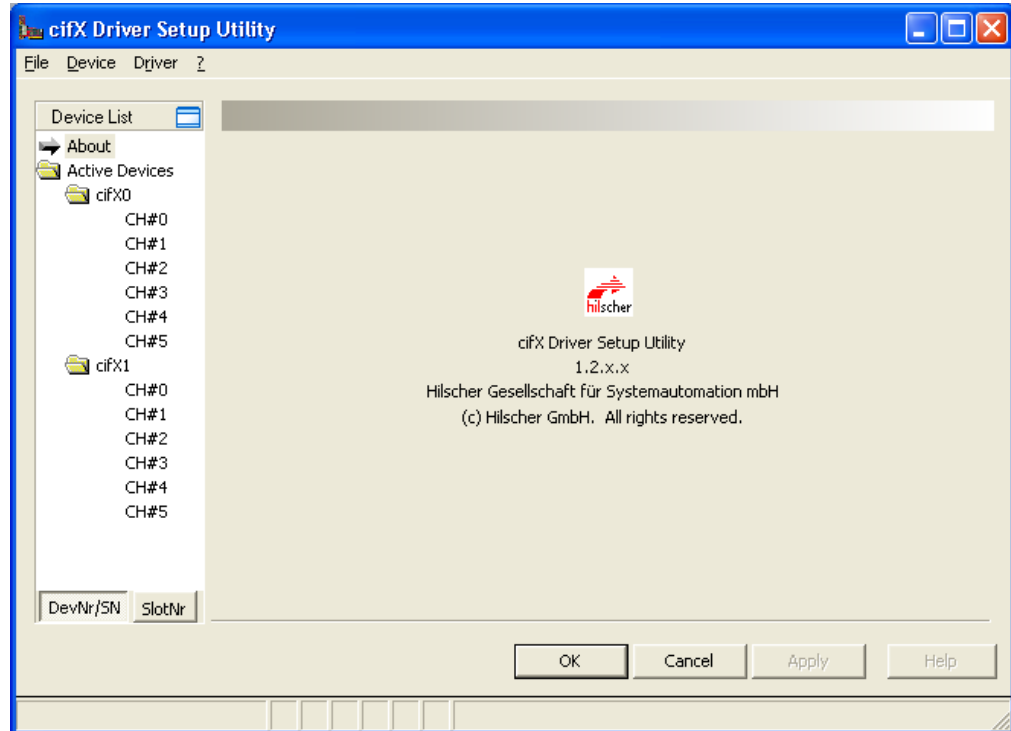 cifX Driver Setup Utility
File Device Driver ?
Device List
About
Active Devices
cifX0
CH#0
CH#1
CH#2
CH#3
CH#4
CH#5
cifX1
CH#0
CH#1
CH#2
CH#3
CH#4
CH#5
DevNr/SN SlotNr
hilscher
cifX Driver Setup Utility
1.2.x.x
Hilscher Gesellschaft für Systemautomation mbH
(c) Hilscher GmbH. All rights reserved.
OK Cancel Apply Help